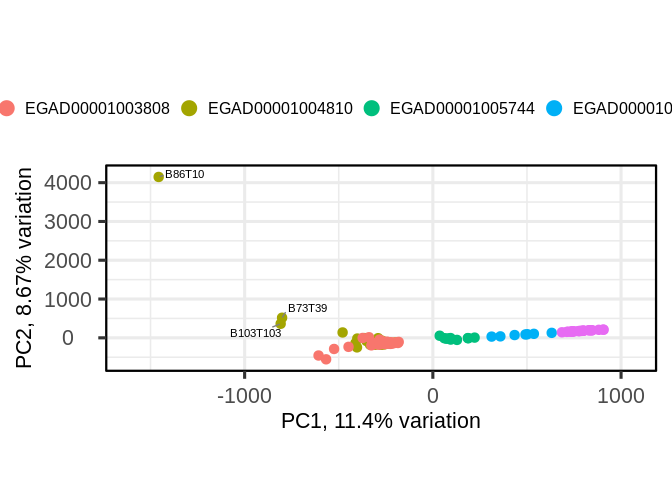 EGAD00001003808 EGAD00001004810 EGAD00001005744 EGAD000010
4000
3000
2000
1000
0
B86T10
B73T39
B103T103
-1000 0 1000
PC1, 11.4% variation
PC2, 8.67% variation